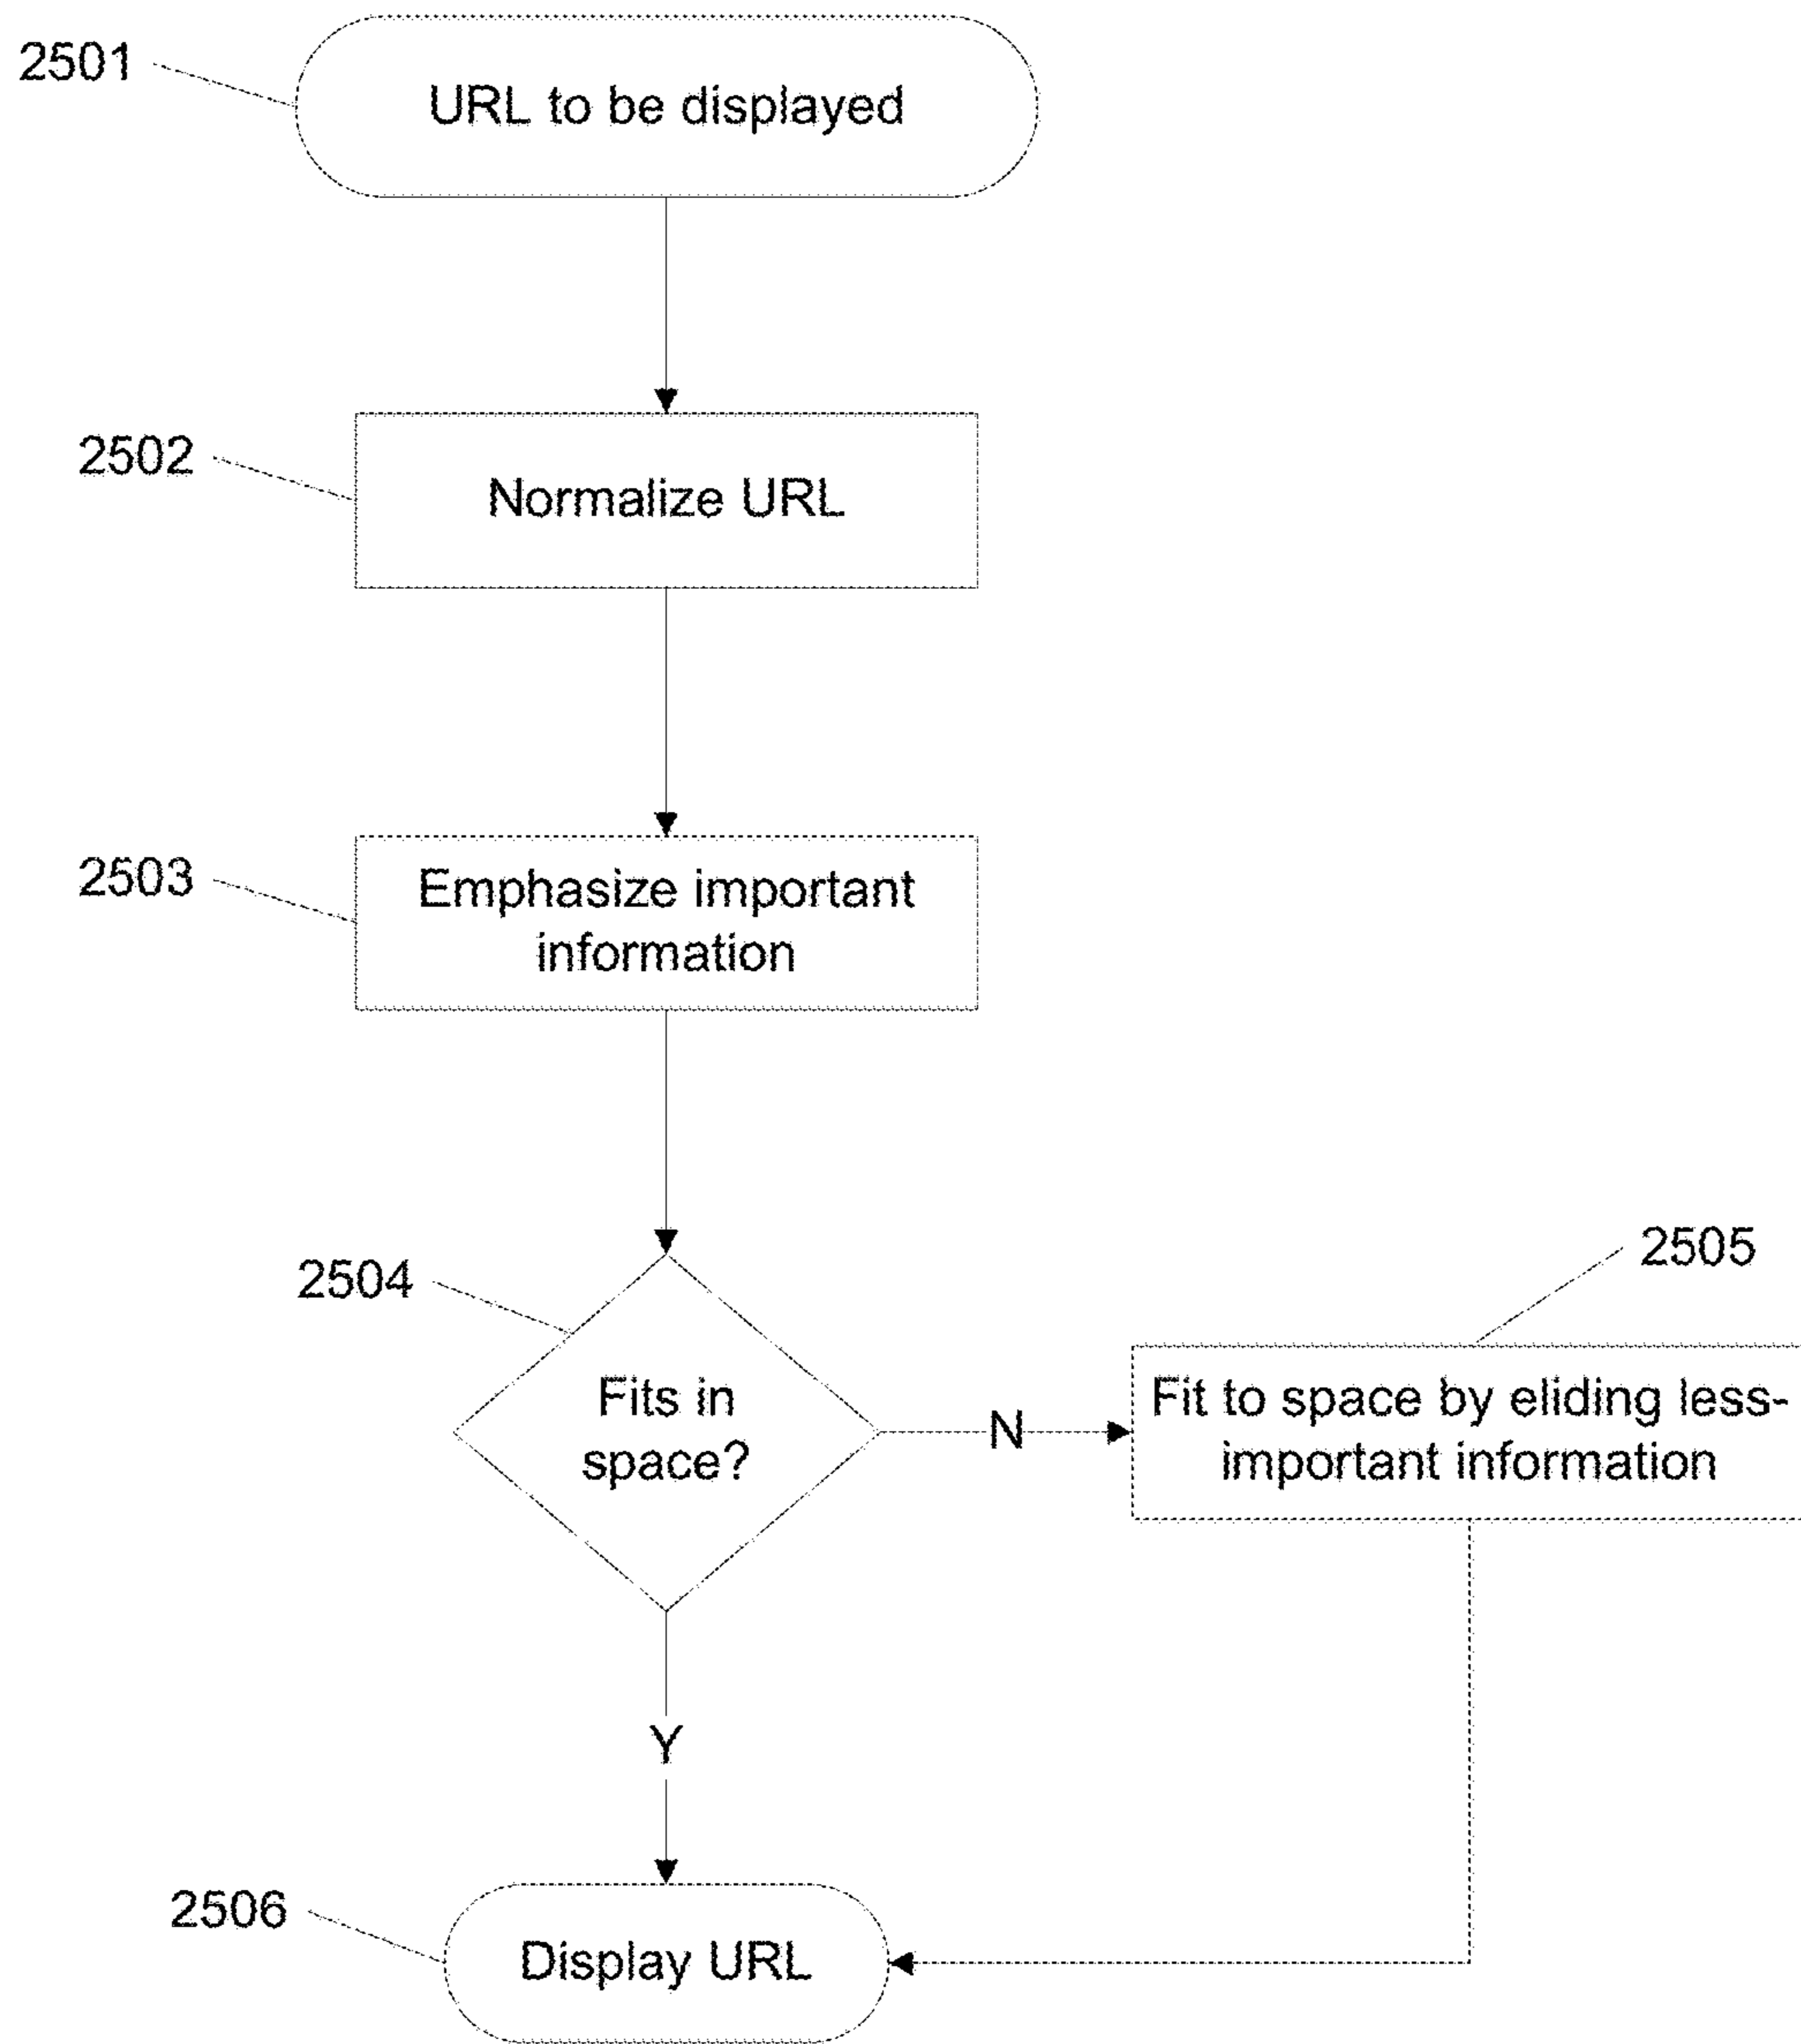 2501
URL to be displayed
2502
Normalize URL
2503
Emphasize important
information
2504
Fits in
space?
N
2505
Fit to space by eliding less-
important information
Y
2506
Display URL